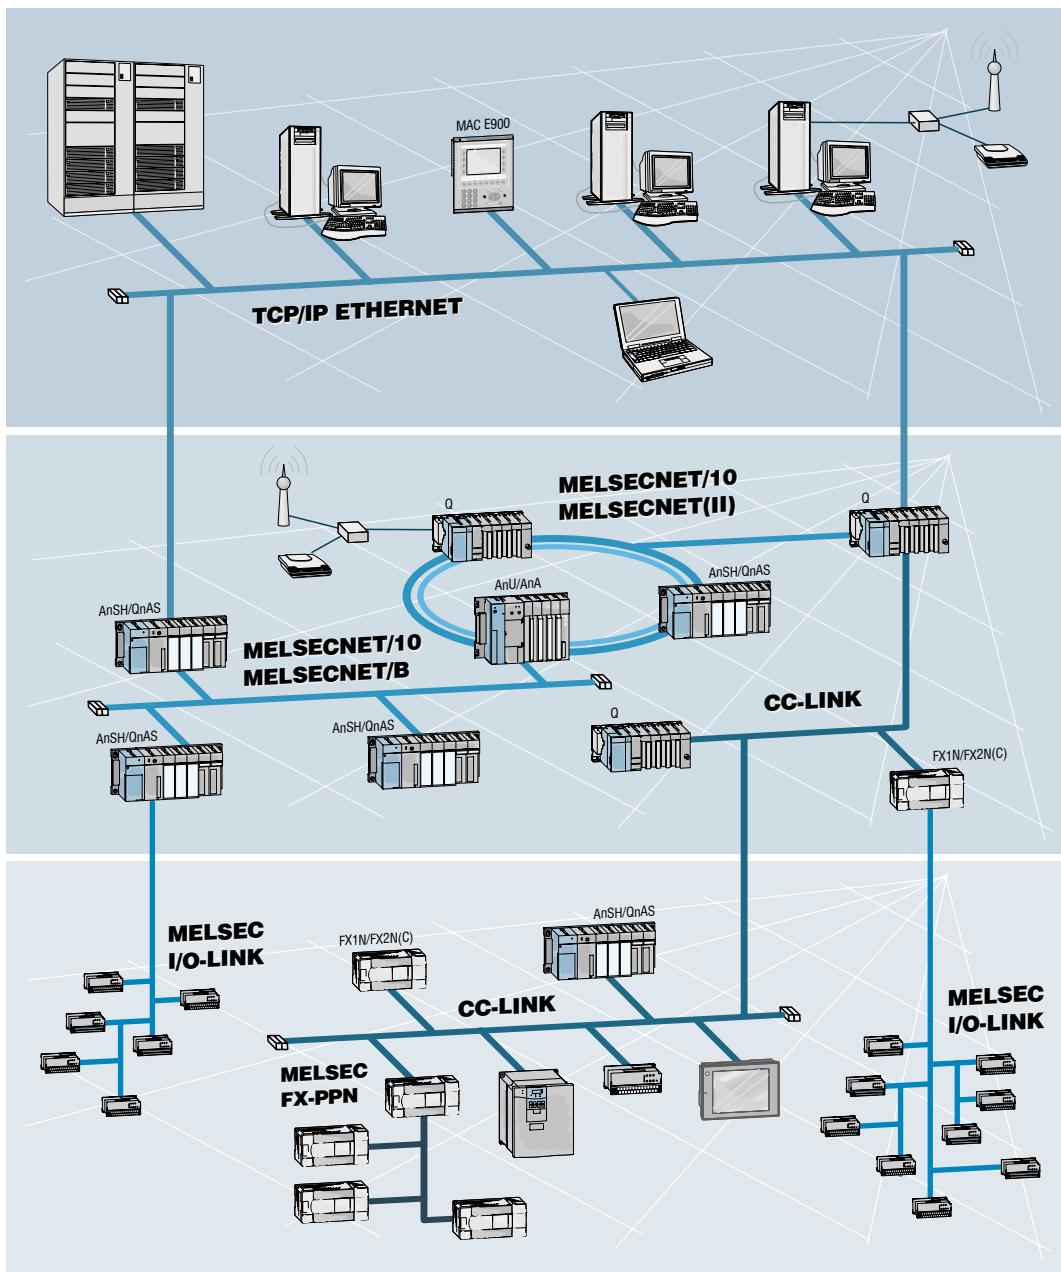 MAC E900
TCP/IP ETHERNET
MELSECNET/10
MELSECNET(II)
Q
Q
AnU/AnA
AnSH/QnAS
AnSH/QnAS
MELSECNET/10
MELSECNET/B
CC-LINK
Q
AnSH/QnAS
AnSH/QnAS
FX1N/FX2N(C)
MELSEC
I/O-LINK
FX1N/FX2N(C)
AnSH/QnAS
CC-LINK
MELSEC
I/O-LINK
MELSEC
FX-PPN